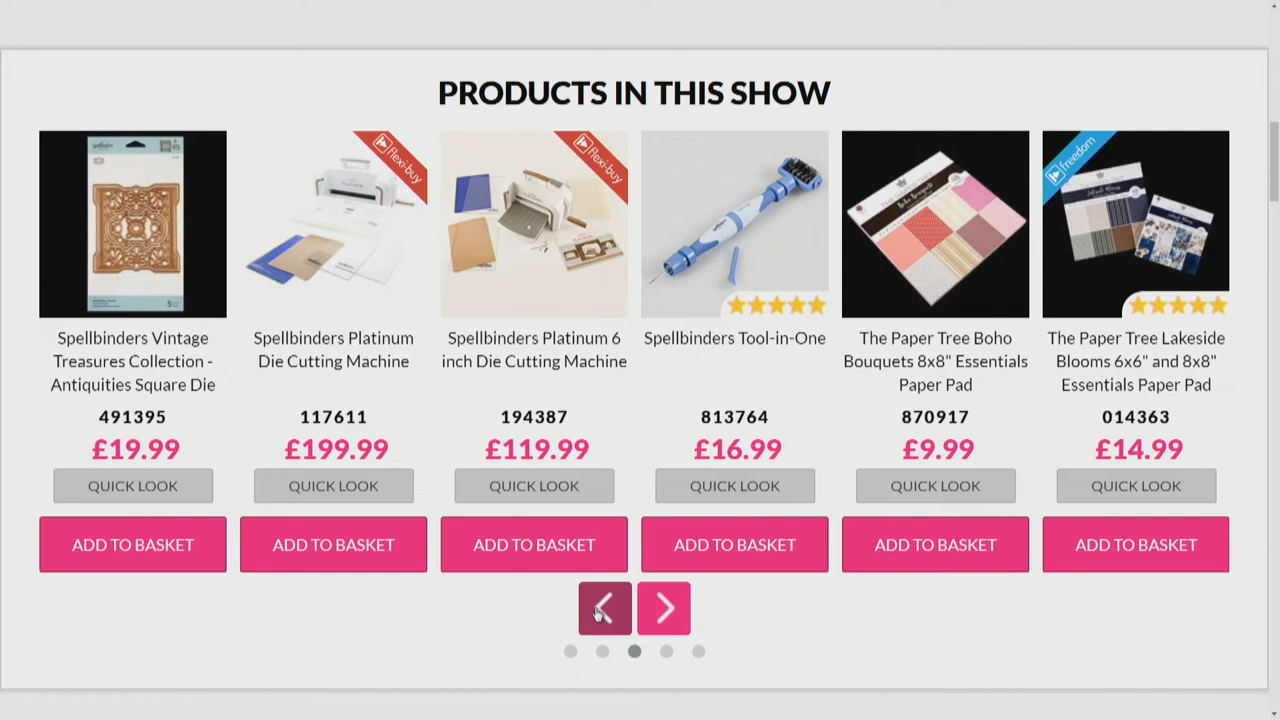 PRODUCTS IN THIS SHOW
flexi-buy
flexi-buy
freedom
Spellbinders Vintage
Treasures Collection -
Antiquities Square Die
491395
£19.99
QUICK LOOK
ADD TO BASKET
Spellbinders Platinum
Die Cutting Machine
117611
£199.99
QUICK LOOK
ADD TO BASKET
Spellbinders Platinum 6
inch Die Cutting Machine
194387
£119.99
QUICK LOOK
ADD TO BASKET
Spellbinders Tool-in-One
813764
£16.99
QUICK LOOK
ADD TO BASKET
The Paper Tree Boho
Bouquets 8x8" Essentials
Paper Pad
870917
£9.99
QUICK LOOK
ADD TO BASKET
The Paper Tree Lakeside
Blooms 6x6" and 8x8"
Essentials Paper Pad
014363
£14.99
QUICK LOOK
ADD TO BASKET